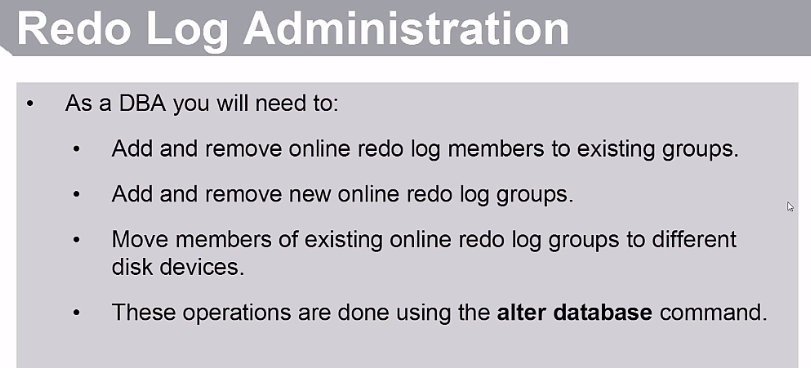 Redo Log Administration
• As a DBA you will need to:
• Add and remove online redo log members to existing groups.
• Add and remove new online redo log groups.
• Move members of existing online redo log groups to different
disk devices.
• These operations are done using the alter database command.